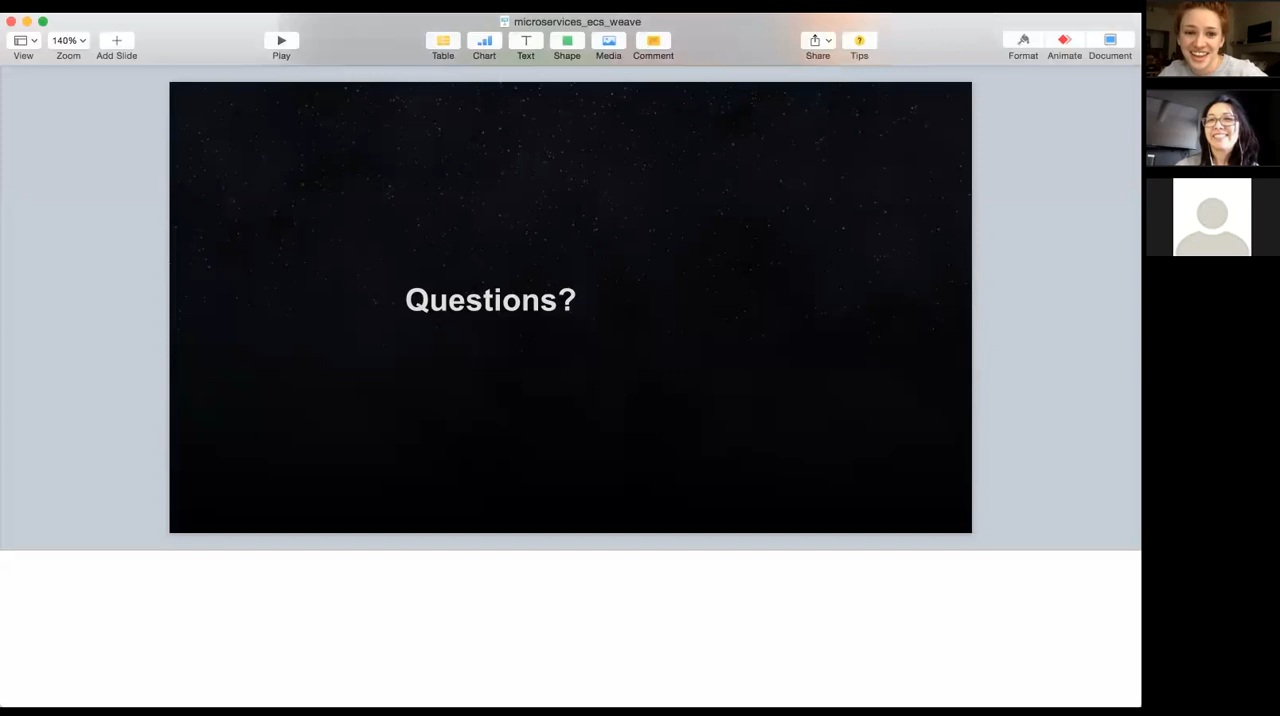 microservices_ecs_weave
140%
View
Zoom
Add Slide
Play
Table
Chart
T
Text
Shape
Media
Comment
Share
?
Tips
Format
Animate
Document
Questions?